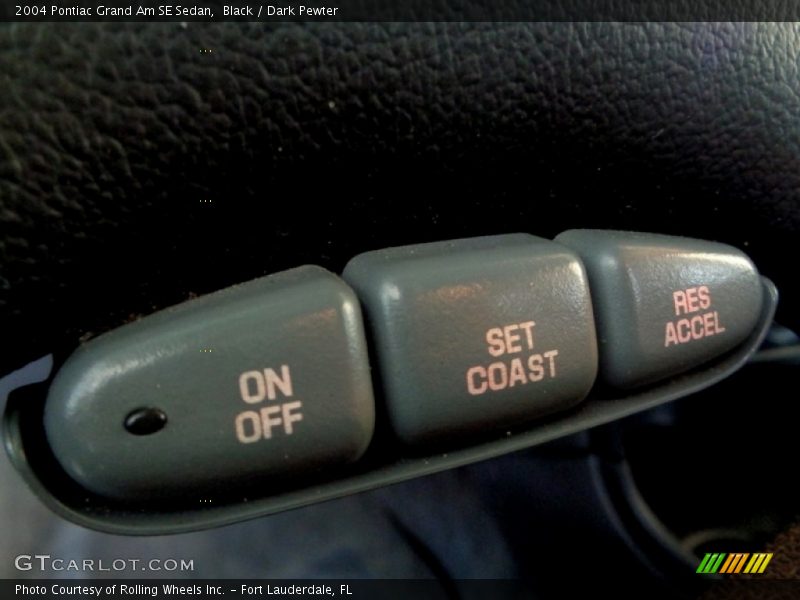 2004 Pontiac Grand Am SE Sedan,  Black / Dark Pewter
ON
OFF
SET
COAST
RES
ACCEL
GTCARLOT.COM
Photo Courtesy of Rolling Wheels Inc. – Fort Lauderdale, FL